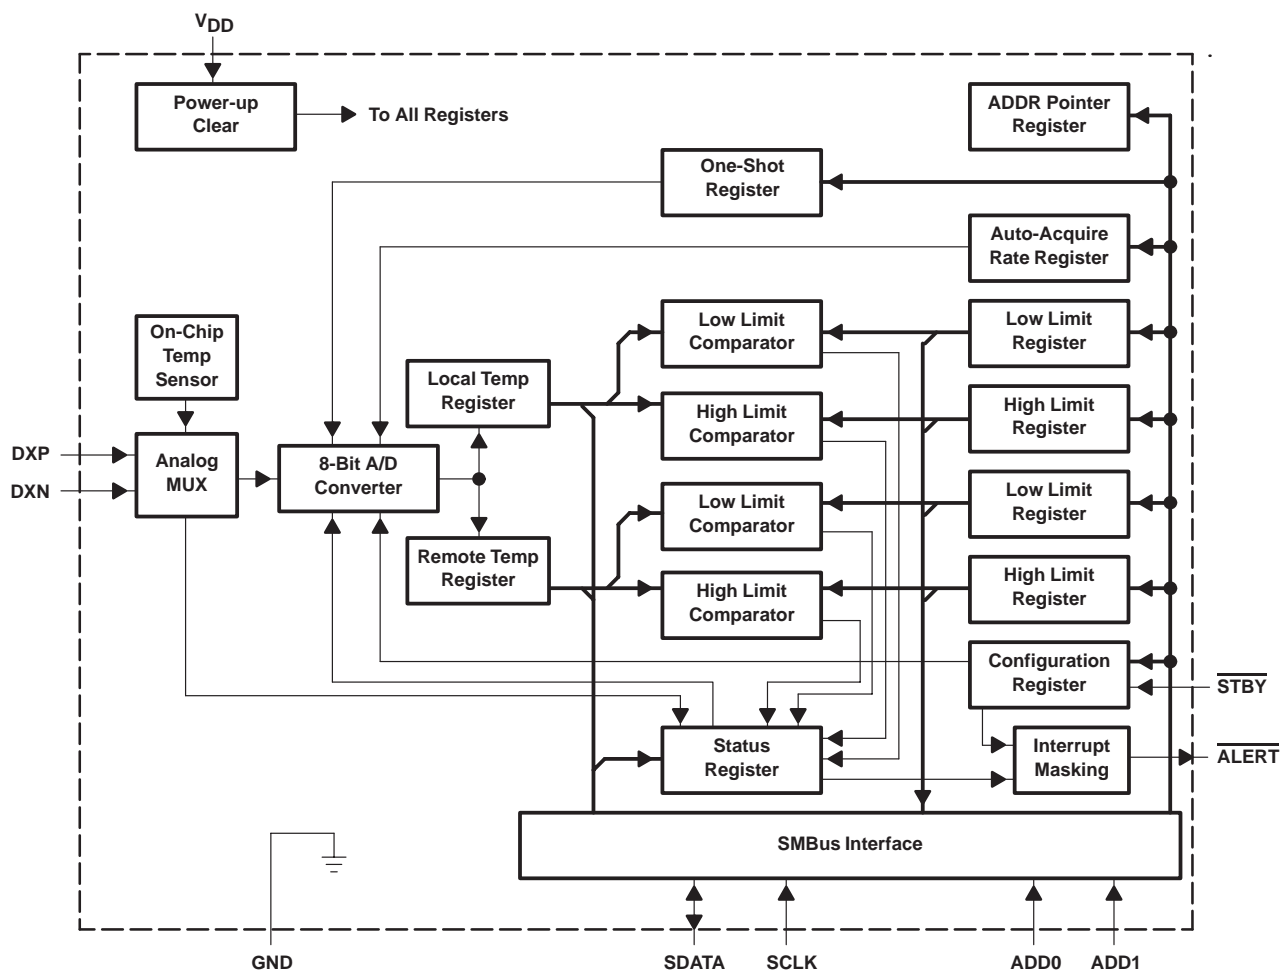 VDD
Power-up
Clear
To All Registers
ADDR Pointer
Register
One-Shot
Register
Auto-Acquire
Rate Register
On-Chip
Temp
Sensor
Low Limit
Comparator
Low Limit
Register
Local Temp
Register
High Limit
Comparator
High Limit
Register
DXP
DXN
Analog
MUX
8-Bit A/D
Converter
Low Limit
Comparator
Low Limit
Register
Remote Temp
Register
High Limit
Comparator
High Limit
Register
Configuration
Register
STBY
Status
Register
Interrupt
Masking
ALERT
SMBus Interface
GND
SDATA
SCLK
ADD0
ADD1